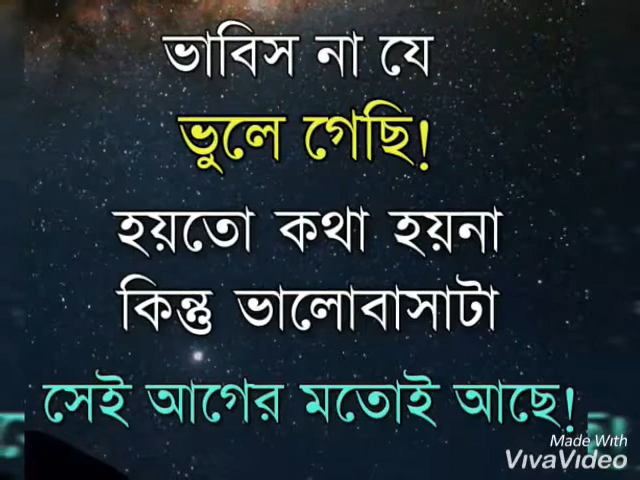 ভাবিস না যে
ভুলে গেছি!
হয়তো কথা হয়না
কিন্তু ভালোবাসাটা
সেই আগের মতোই আছে!
Made With
VivaVideo